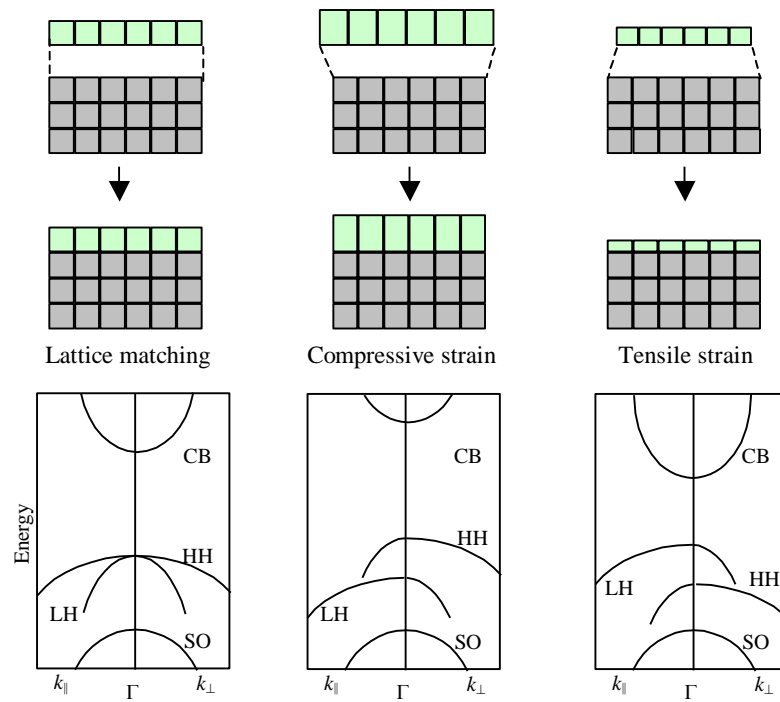 Lattice matching
Compressive strain
Tensile strain
Energy
CB
HH
LH
SO
k∥
Γ
k⊥
CB
HH
LH
SO
k∥
Γ
k⊥
CB
HH
LH
SO
k∥
Γ
k⊥